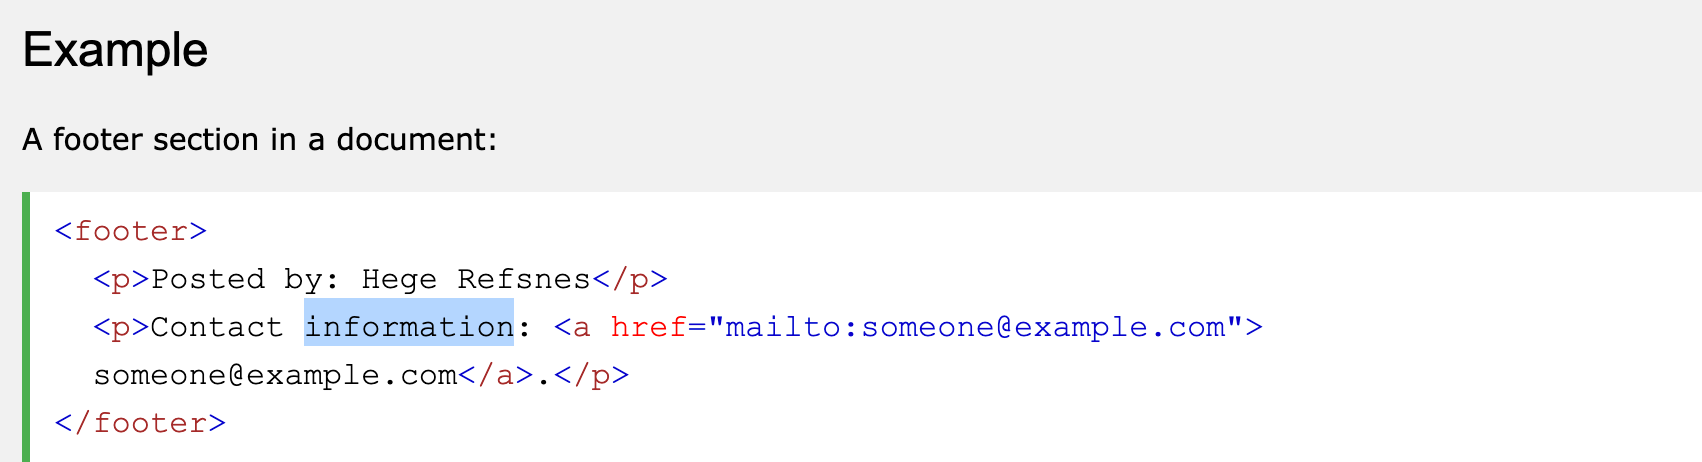 Example
A footer section in a document:
<footer>
  <p>Posted by: Hege Refsnes</p>
  <p>Contact information: <a href="mailto:someone@example.com">
  someone@example.com</a>.</p>
</footer>